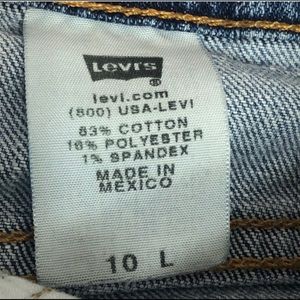 Levi's
®
levi.com
(800) USA-LEVI
83% COTTON
16% POLYESTER
1% SPANDEX
MADE IN
MEXICO
10 L